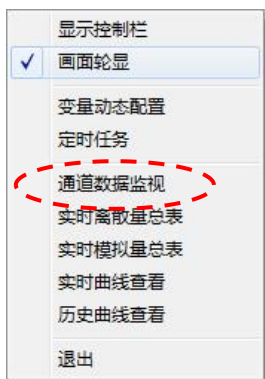 显示控制栏
画面轮显
变量动态配置
定时任务
通道数据监视
实时离散量总表
实时模拟量总表
实时曲线查看
历史曲线查看
退出